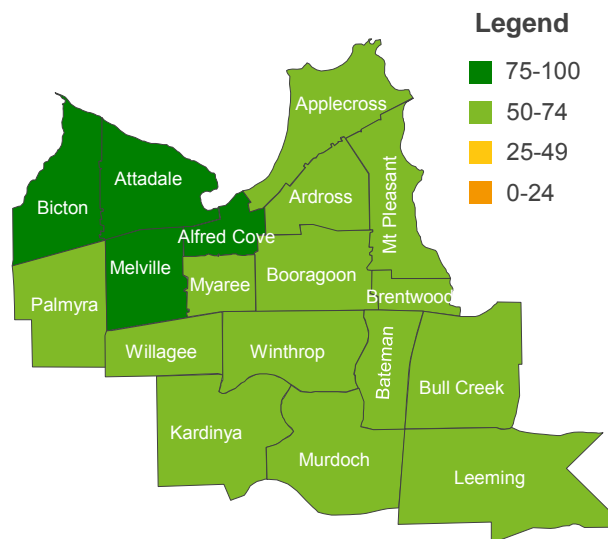 Legend
75-100
50-74
25-49
0-24
Applecross
Attadale
Ardross
Mt Pleasant
Bicton
Alfred Cove
Melville
Myaree
Booragoon
Brentwood
Palmyra
Willagee
Winthrop
Bateman
Bull Creek
Kardinya
Murdoch
Leeming